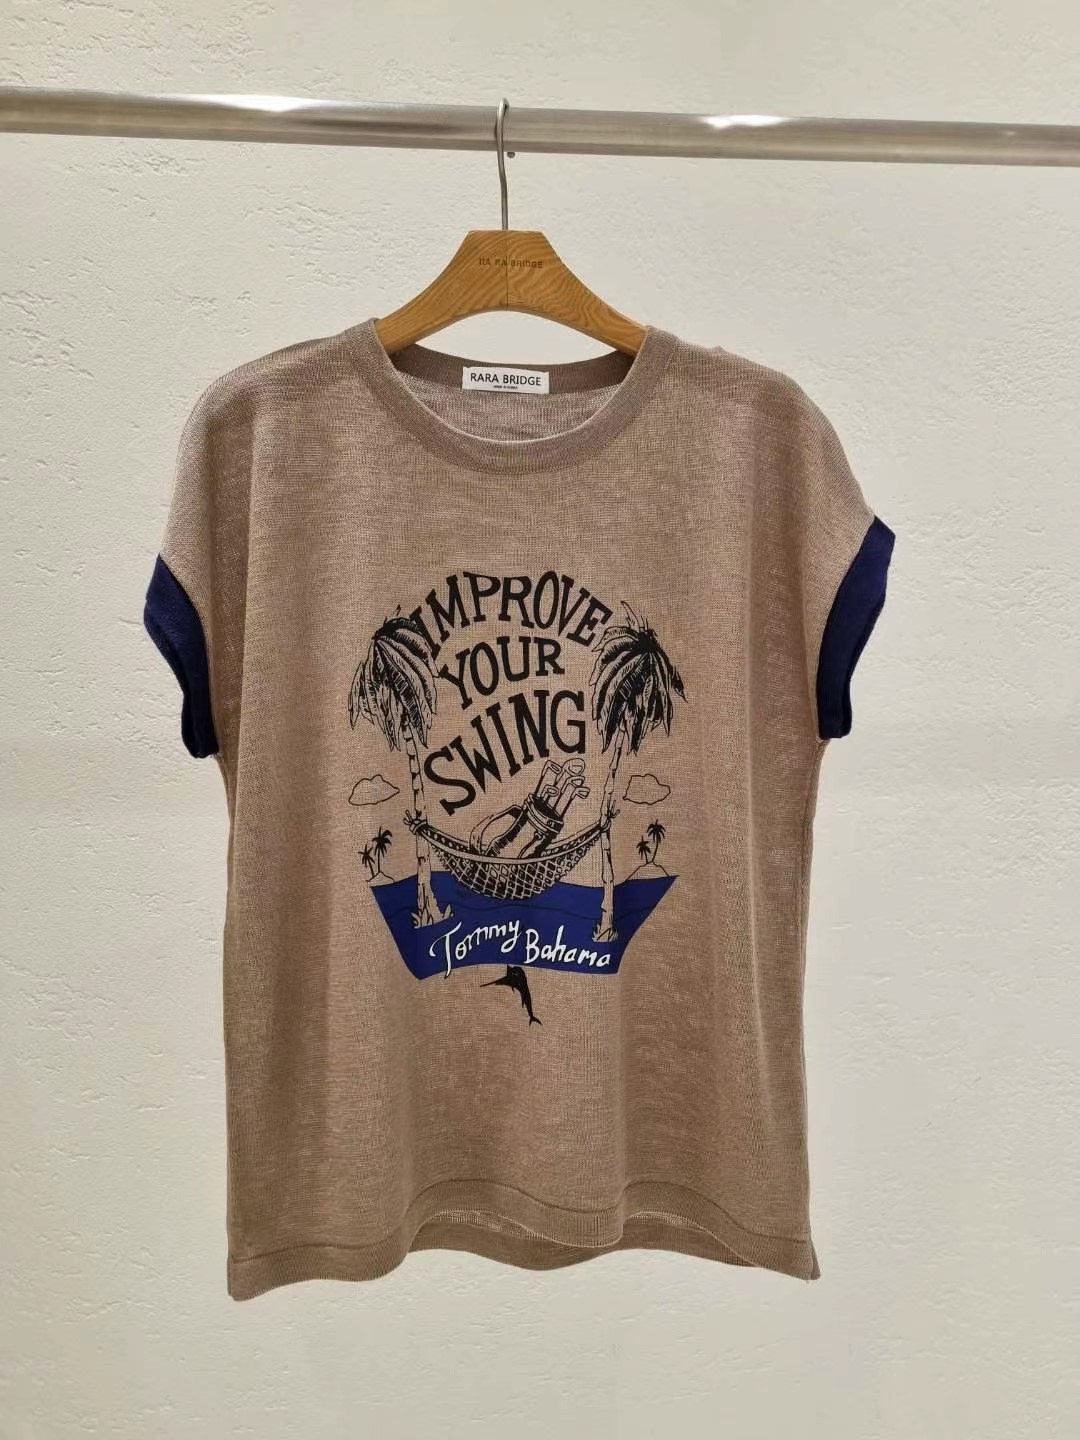 RARA BRIDGE
RARA BRIDGE
IMPROVE
YOUR
SWING
Tommy Bahama